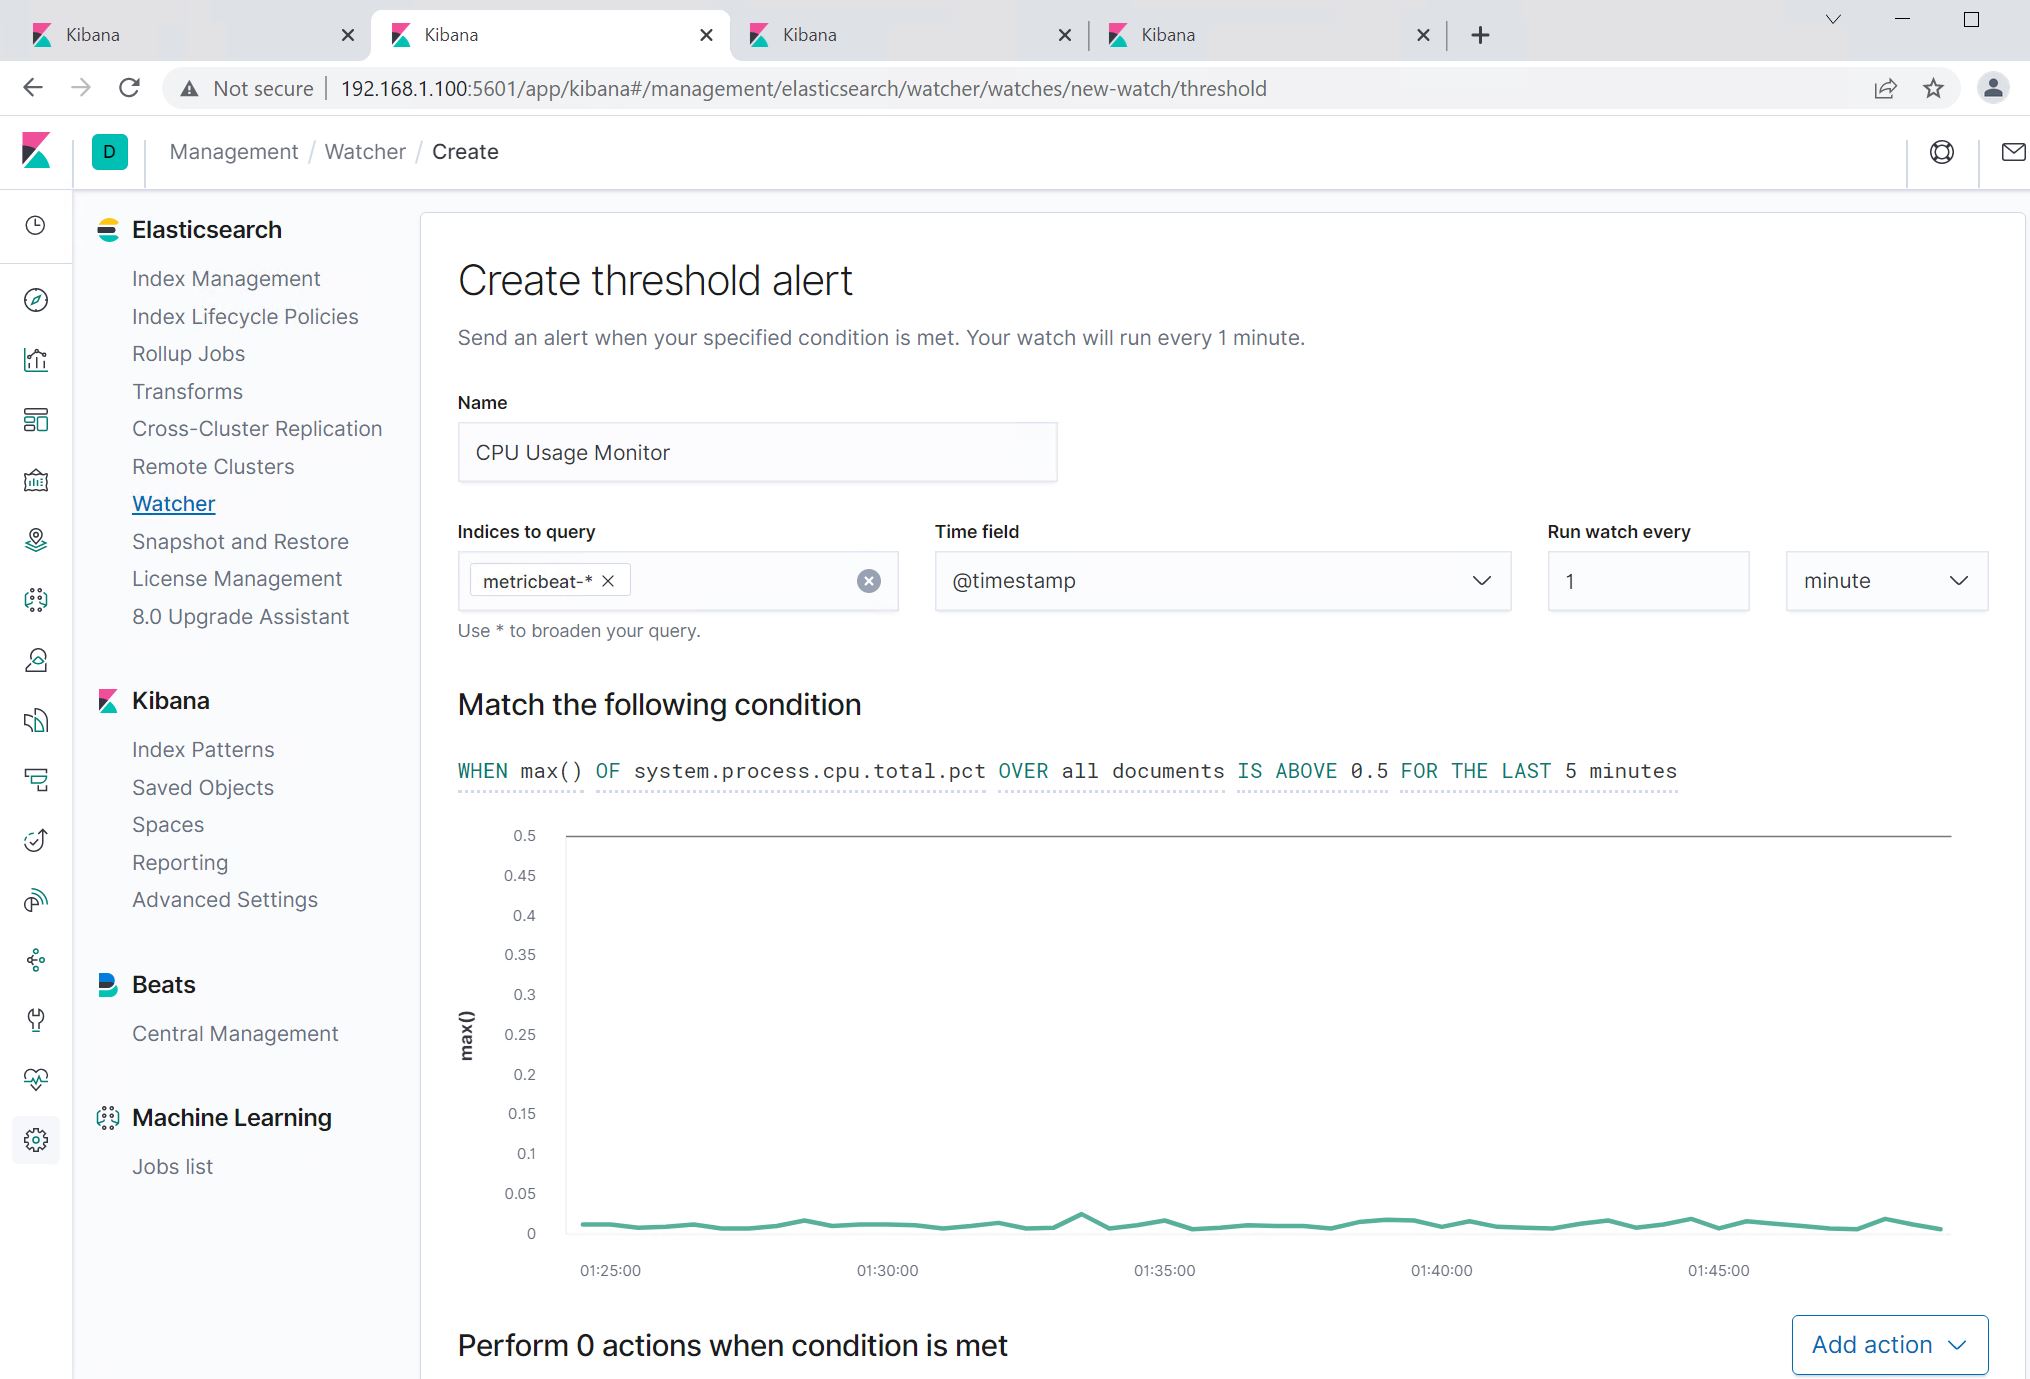 Kibana
Kibana
Kibana
Kibana
Not secure 192.168.1.100:5601/app/kibana#/management/elasticsearch/watcher/watches/new-watch/threshold
D Management / Watcher / Create
Elasticsearch
Index Management
Index Lifecycle Policies
Rollup Jobs
Transforms
Cross-Cluster Replication
Remote Clusters
Watcher
Snapshot and Restore
License Management
8.0 Upgrade Assistant
Kibana
Index Patterns
Saved Objects
Spaces
Reporting
Advanced Settings
Beats
Central Management
Machine Learning
Jobs list
Create threshold alert
Send an alert when your specified condition is met. Your watch will run every 1 minute.
Name
CPU Usage Monitor
Indices to query
metricbeat-*
Use * to broaden your query.
Time field
@timestamp
Run watch every
1
minute
Match the following condition
WHEN max() OF system.process.cpu.total.pct OVER all documents IS ABOVE 0.5 FOR THE LAST 5 minutes
max()
0.5
0.45
0.4
0.35
0.3
0.25
0.2
0.15
0.1
0.05
0
01:25:00
01:30:00
01:35:00
01:40:00
01:45:00
Perform 0 actions when condition is met
Add action